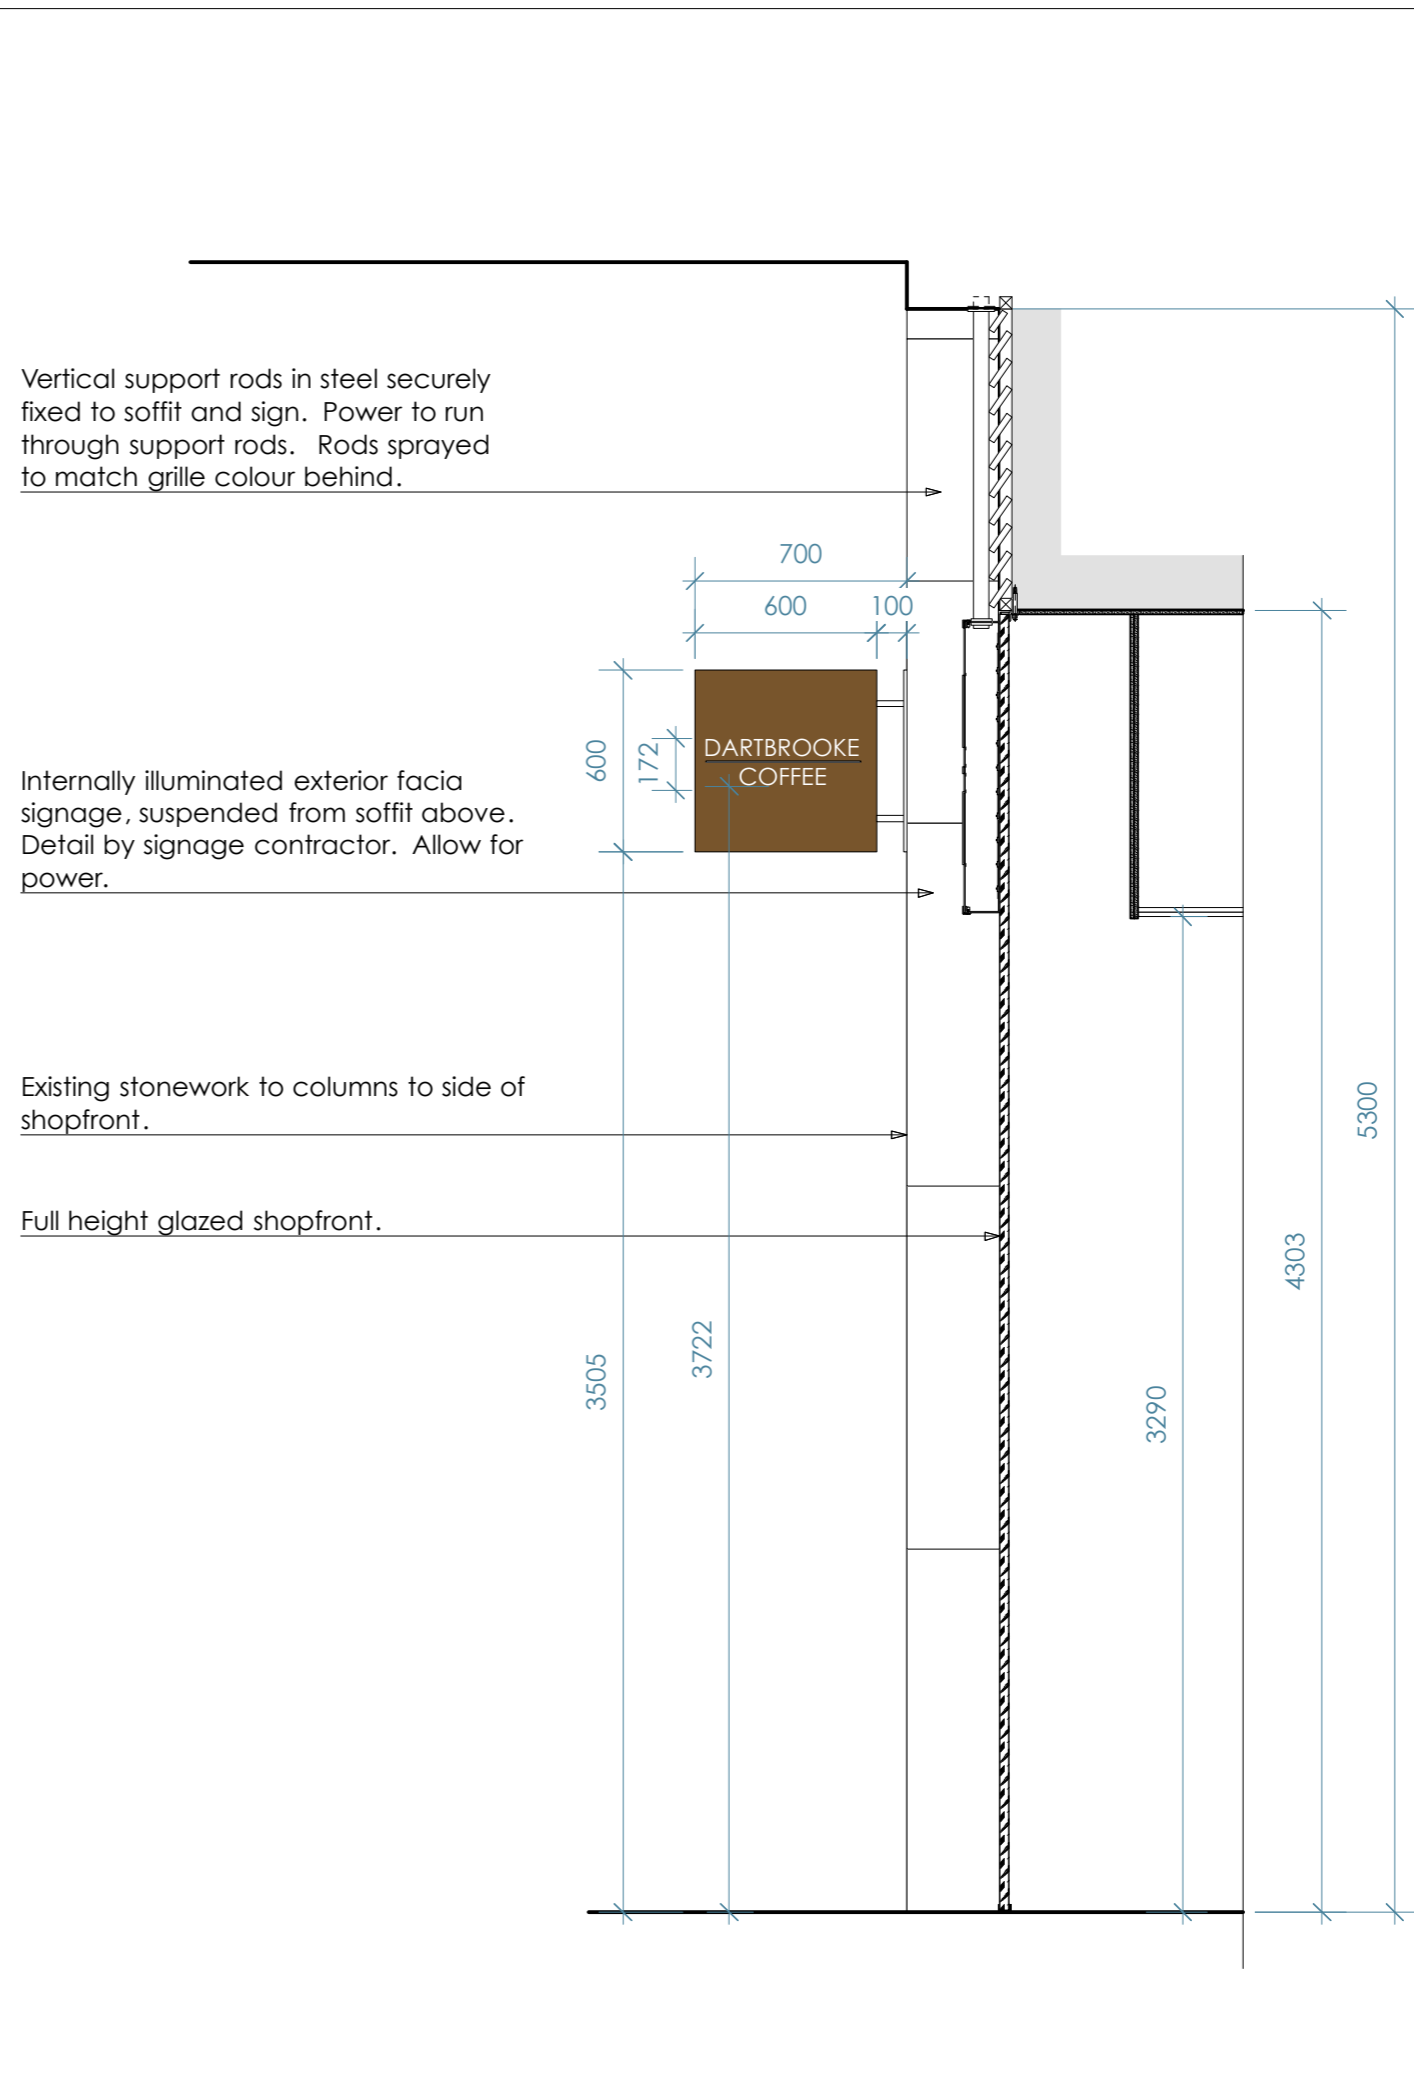 Vertical support rods in steel securely
fixed to soffit and sign. Power to run
through support rods. Rods sprayed
to match grille colour behind.
700
600
100
600
172
DARTBROOKE
COFFEE
Internally illuminated exterior facia
signage, suspended from soffit above.
Detail by signage contractor. Allow for
power.
Existing stonework to columns to side of
shopfront.
Full height glazed shopfront.
3505
3722
3290
4303
5300